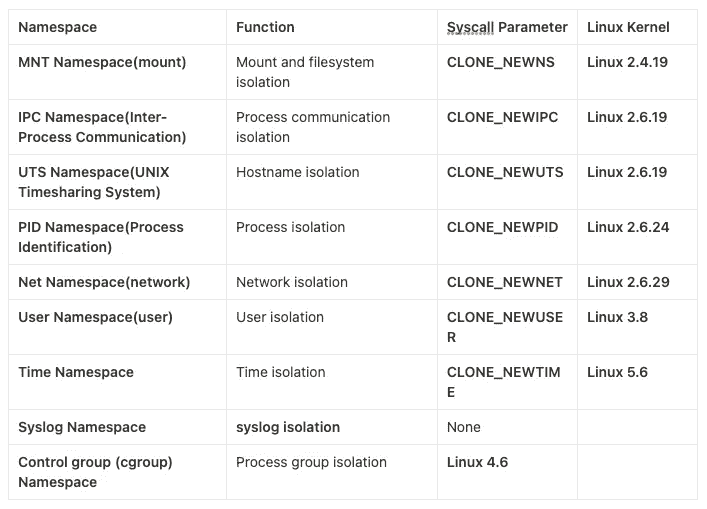 Namespace Function Syscall Parameter Linux Kernel
MNT Namespace(mount) Mount and filesystem CLONE_NEWNS Linux 2.4.19
isolation
IPC Namespace(Inter- Process communication CLONE_NEWIPC Linux 2.6.19
Process Communication) isolation
UTS Namespace(UNIX Hostname isolation CLONE_NEWUTS Linux 2.6.19
Timesharing System)
PID Namespace(Process Process isolation CLONE_NEWPID Linux 2.6.24
Identification)
Net Namespace(network) Network isolation CLONE_NEWNET Linux 2.6.29
User Namespace(user) User isolation CLONE_NEWUSE Linux 3.8
R
Time Namespace Time isolation CLONE_NEWTIM Linux 5.6
E
Syslog Namespace syslog isolation None
Control group (cgroup) Process group isolation Linux 4.6
Namespace